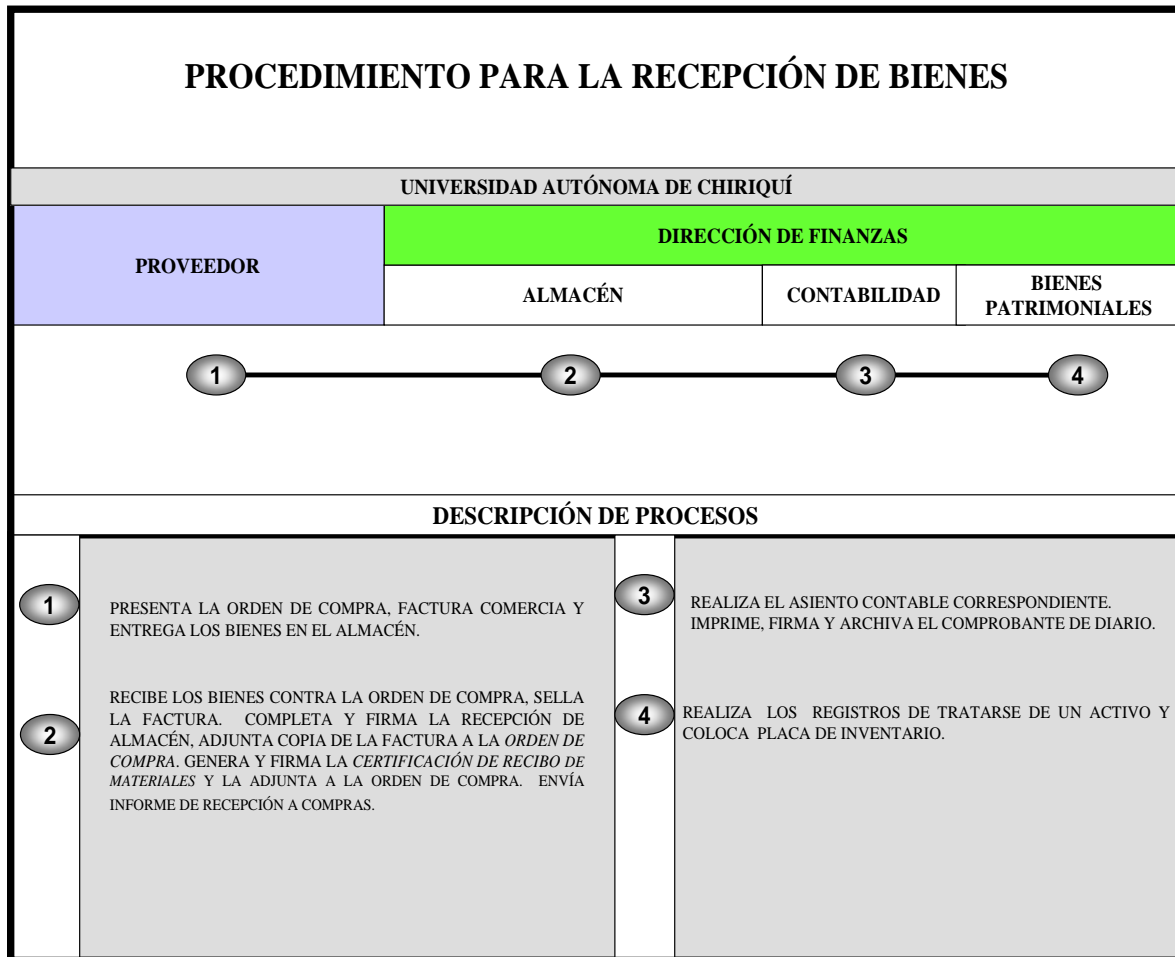 PROCEDIMIENTO PARA LA RECEPCIÓN DE BIENES
UNIVERSIDAD AUTÓNOMA DE CHIRIQUÍ
PROVEEDOR
DIRECCIÓN DE FINANZAS
ALMACÉN
CONTABILIDAD
BIENES
PATRIMONIALES
1
2
3
4
DESCRIPCIÓN DE PROCESOS
1
PRESENTA LA ORDEN DE COMPRA, FACTURA COMERCIA Y
ENTREGA LOS BIENES EN EL ALMACÉN.
2
RECIBE LOS BIENES CONTRA LA ORDEN DE COMPRA, SELLA
LA FACTURA. COMPLETA Y FIRMA LA RECEPCIÓN DE
ALMACÉN, ADJUNTA COPIA DE LA FACTURA A LA ORDEN DE
COMPRA. GENERA Y FIRMA LA CERTIFICACIÓN DE RECIBO DE
MATERIALES Y LA ADJUNTA A LA ORDEN DE COMPRA. ENVÍA
INFORME DE RECEPCIÓN A COMPRAS.
3
REALIZA EL ASIENTO CONTABLE CORRESPONDIENTE.
IMPRIME, FIRMA Y ARCHIVA EL COMPROBANTE DE DIARIO.
4
REALIZA LOS REGISTROS DE TRATARSE DE UN ACTIVO Y
COLOCA PLACA DE INVENTARIO.